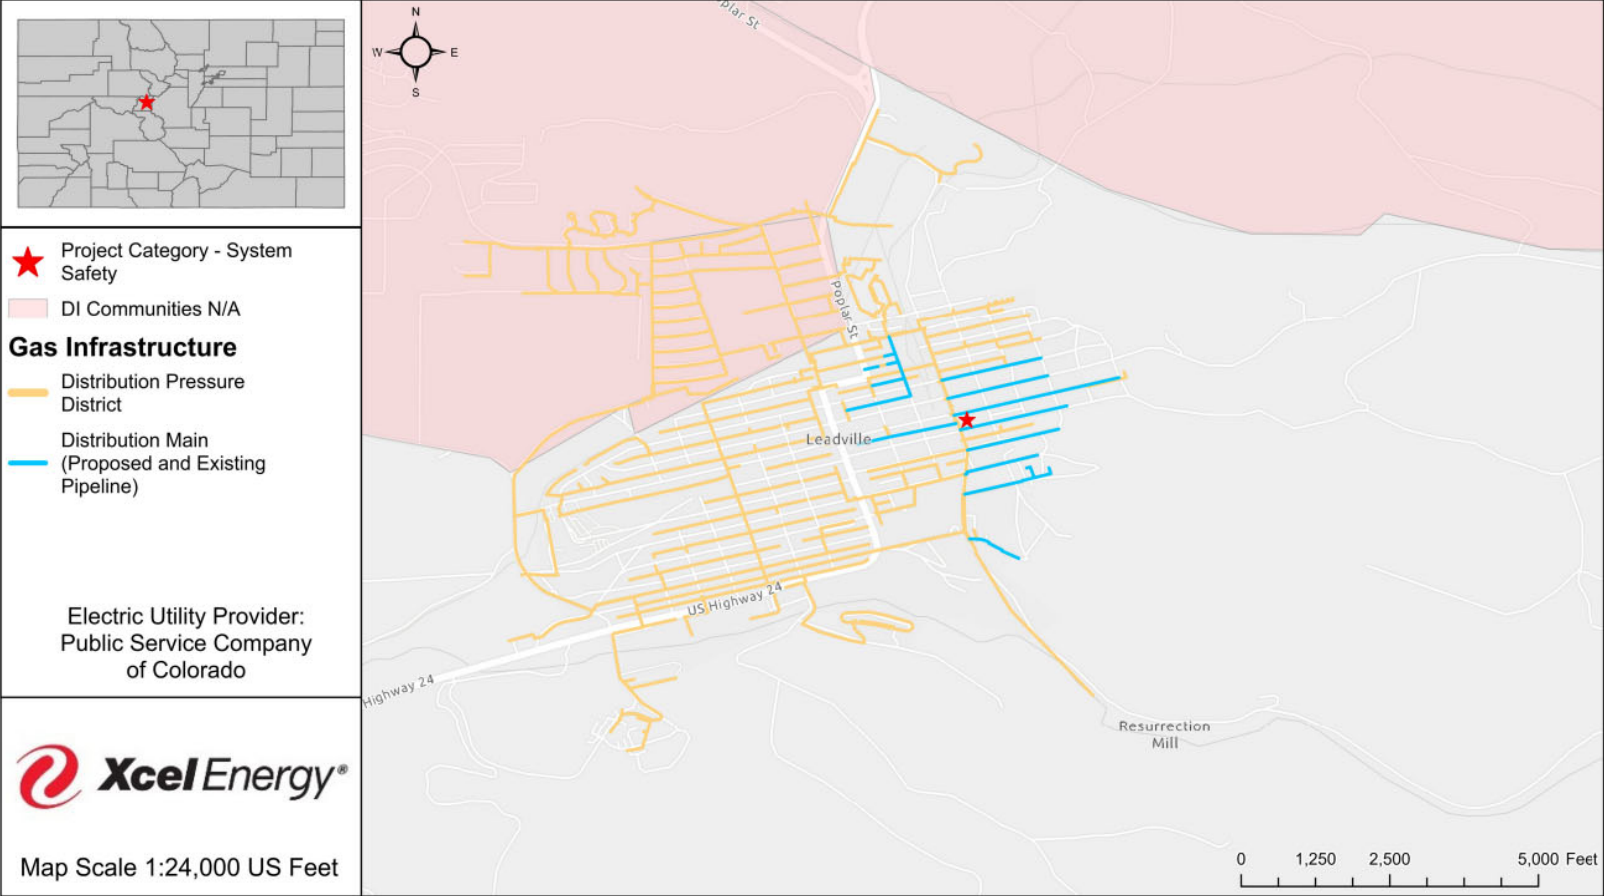 Project Category - System
Safety
DI Communities N/A
Gas Infrastructure
Distribution Pressure
District
Distribution Main
(Proposed and Existing
Pipeline)
Electric Utility Provider:
Public Service Company
of Colorado
Xcel Energy®
Map Scale 1:24,000 US Feet
N
W
E
S
plar St
Poplar St
Leadville
US Highway 24
Highway 24
Resurrection
Mill
0 1,250 2,500 5,000 Feet